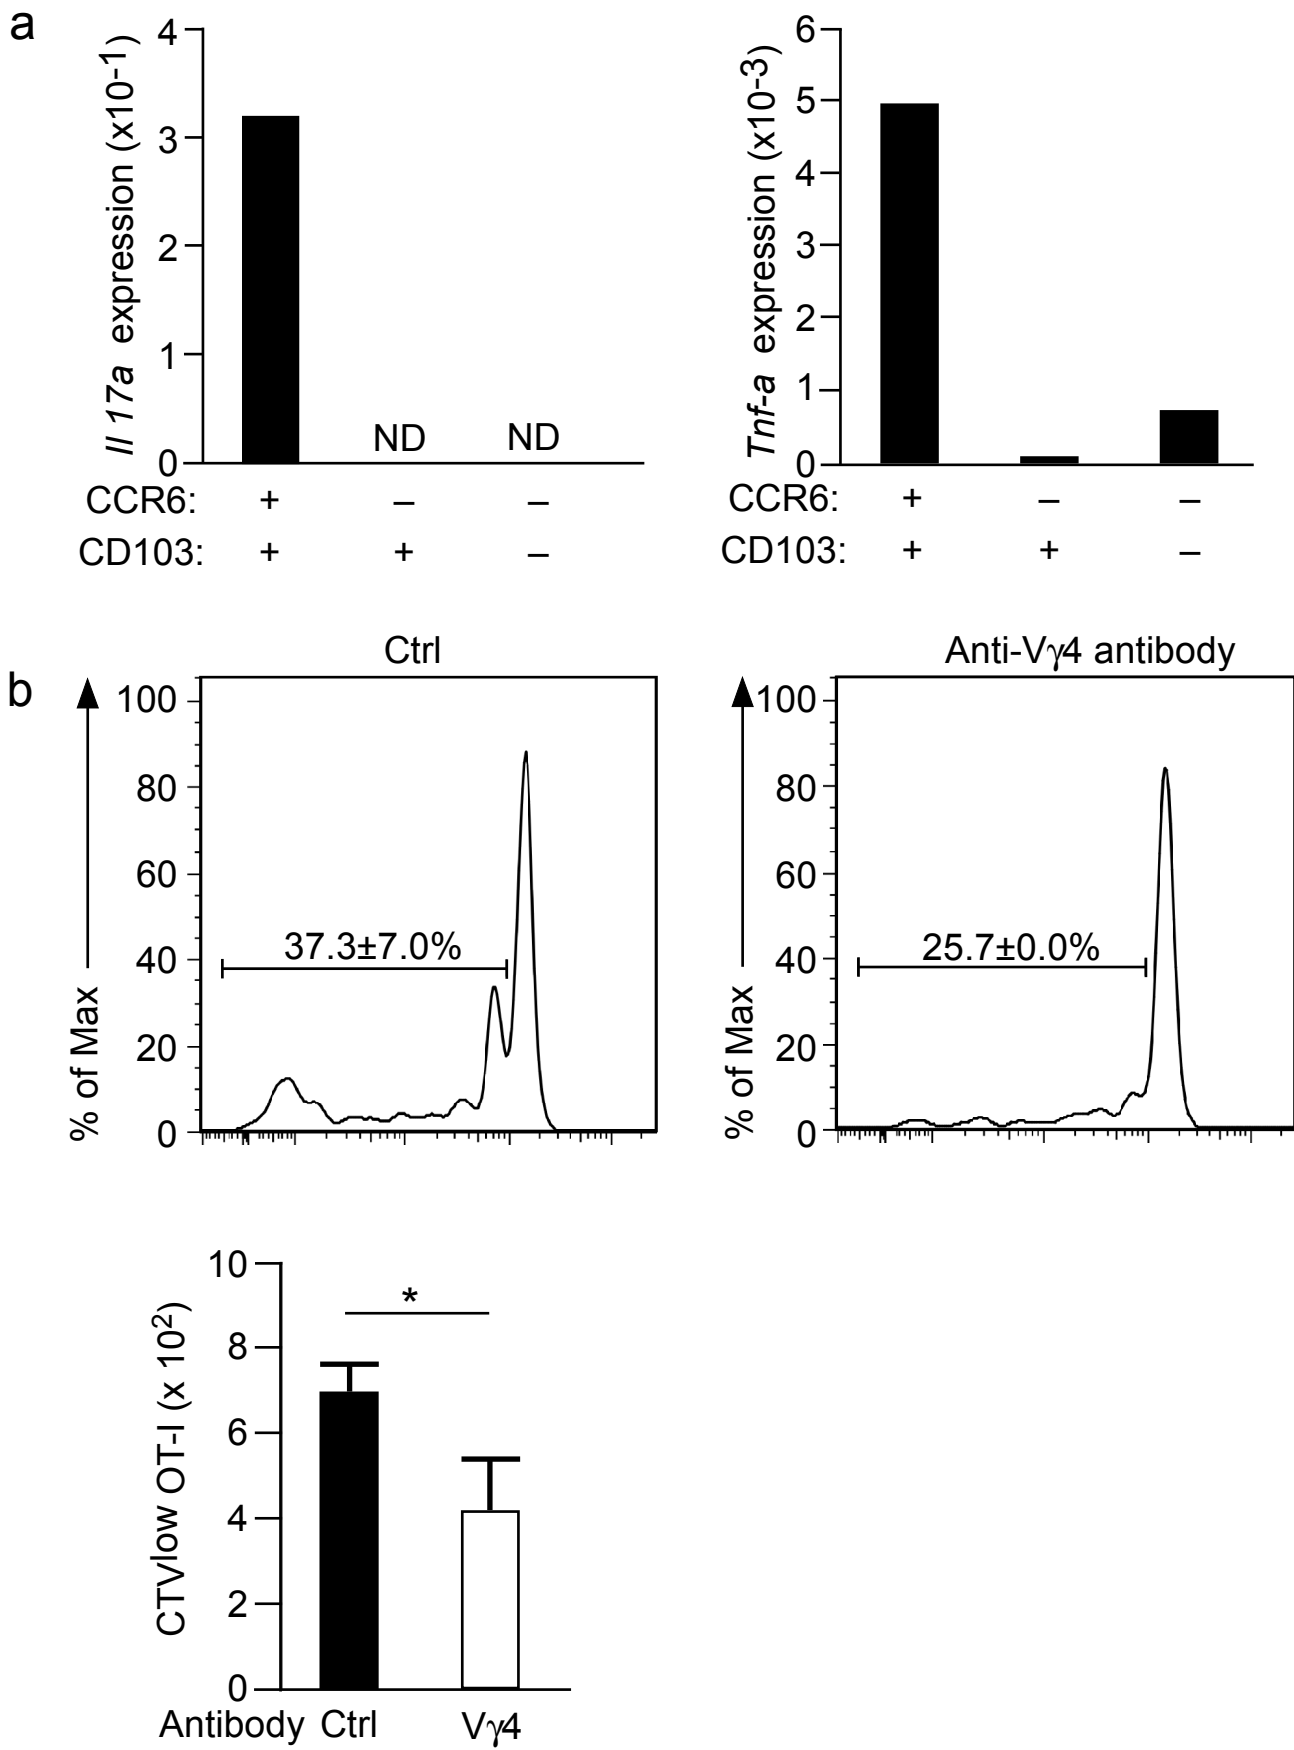 a
Il 17a expression (x10-1)
4
3
2
1
0
ND ND
CCR6: + – –
CD103: + + –
Tnf-a expression (x10-3)
6
5
4
3
2
1
0
CCR6: + – –
CD103: + + –
b
Ctrl
% of Max
100
80
60
40
20
0
37.3±7.0%
Anti-Vγ4 antibody
% of Max
100
80
60
40
20
0
25.7±0.0%
CTVlow OT-I (x 102)
10
8
6
4
2
0
*
Antibody Ctrl Vγ4